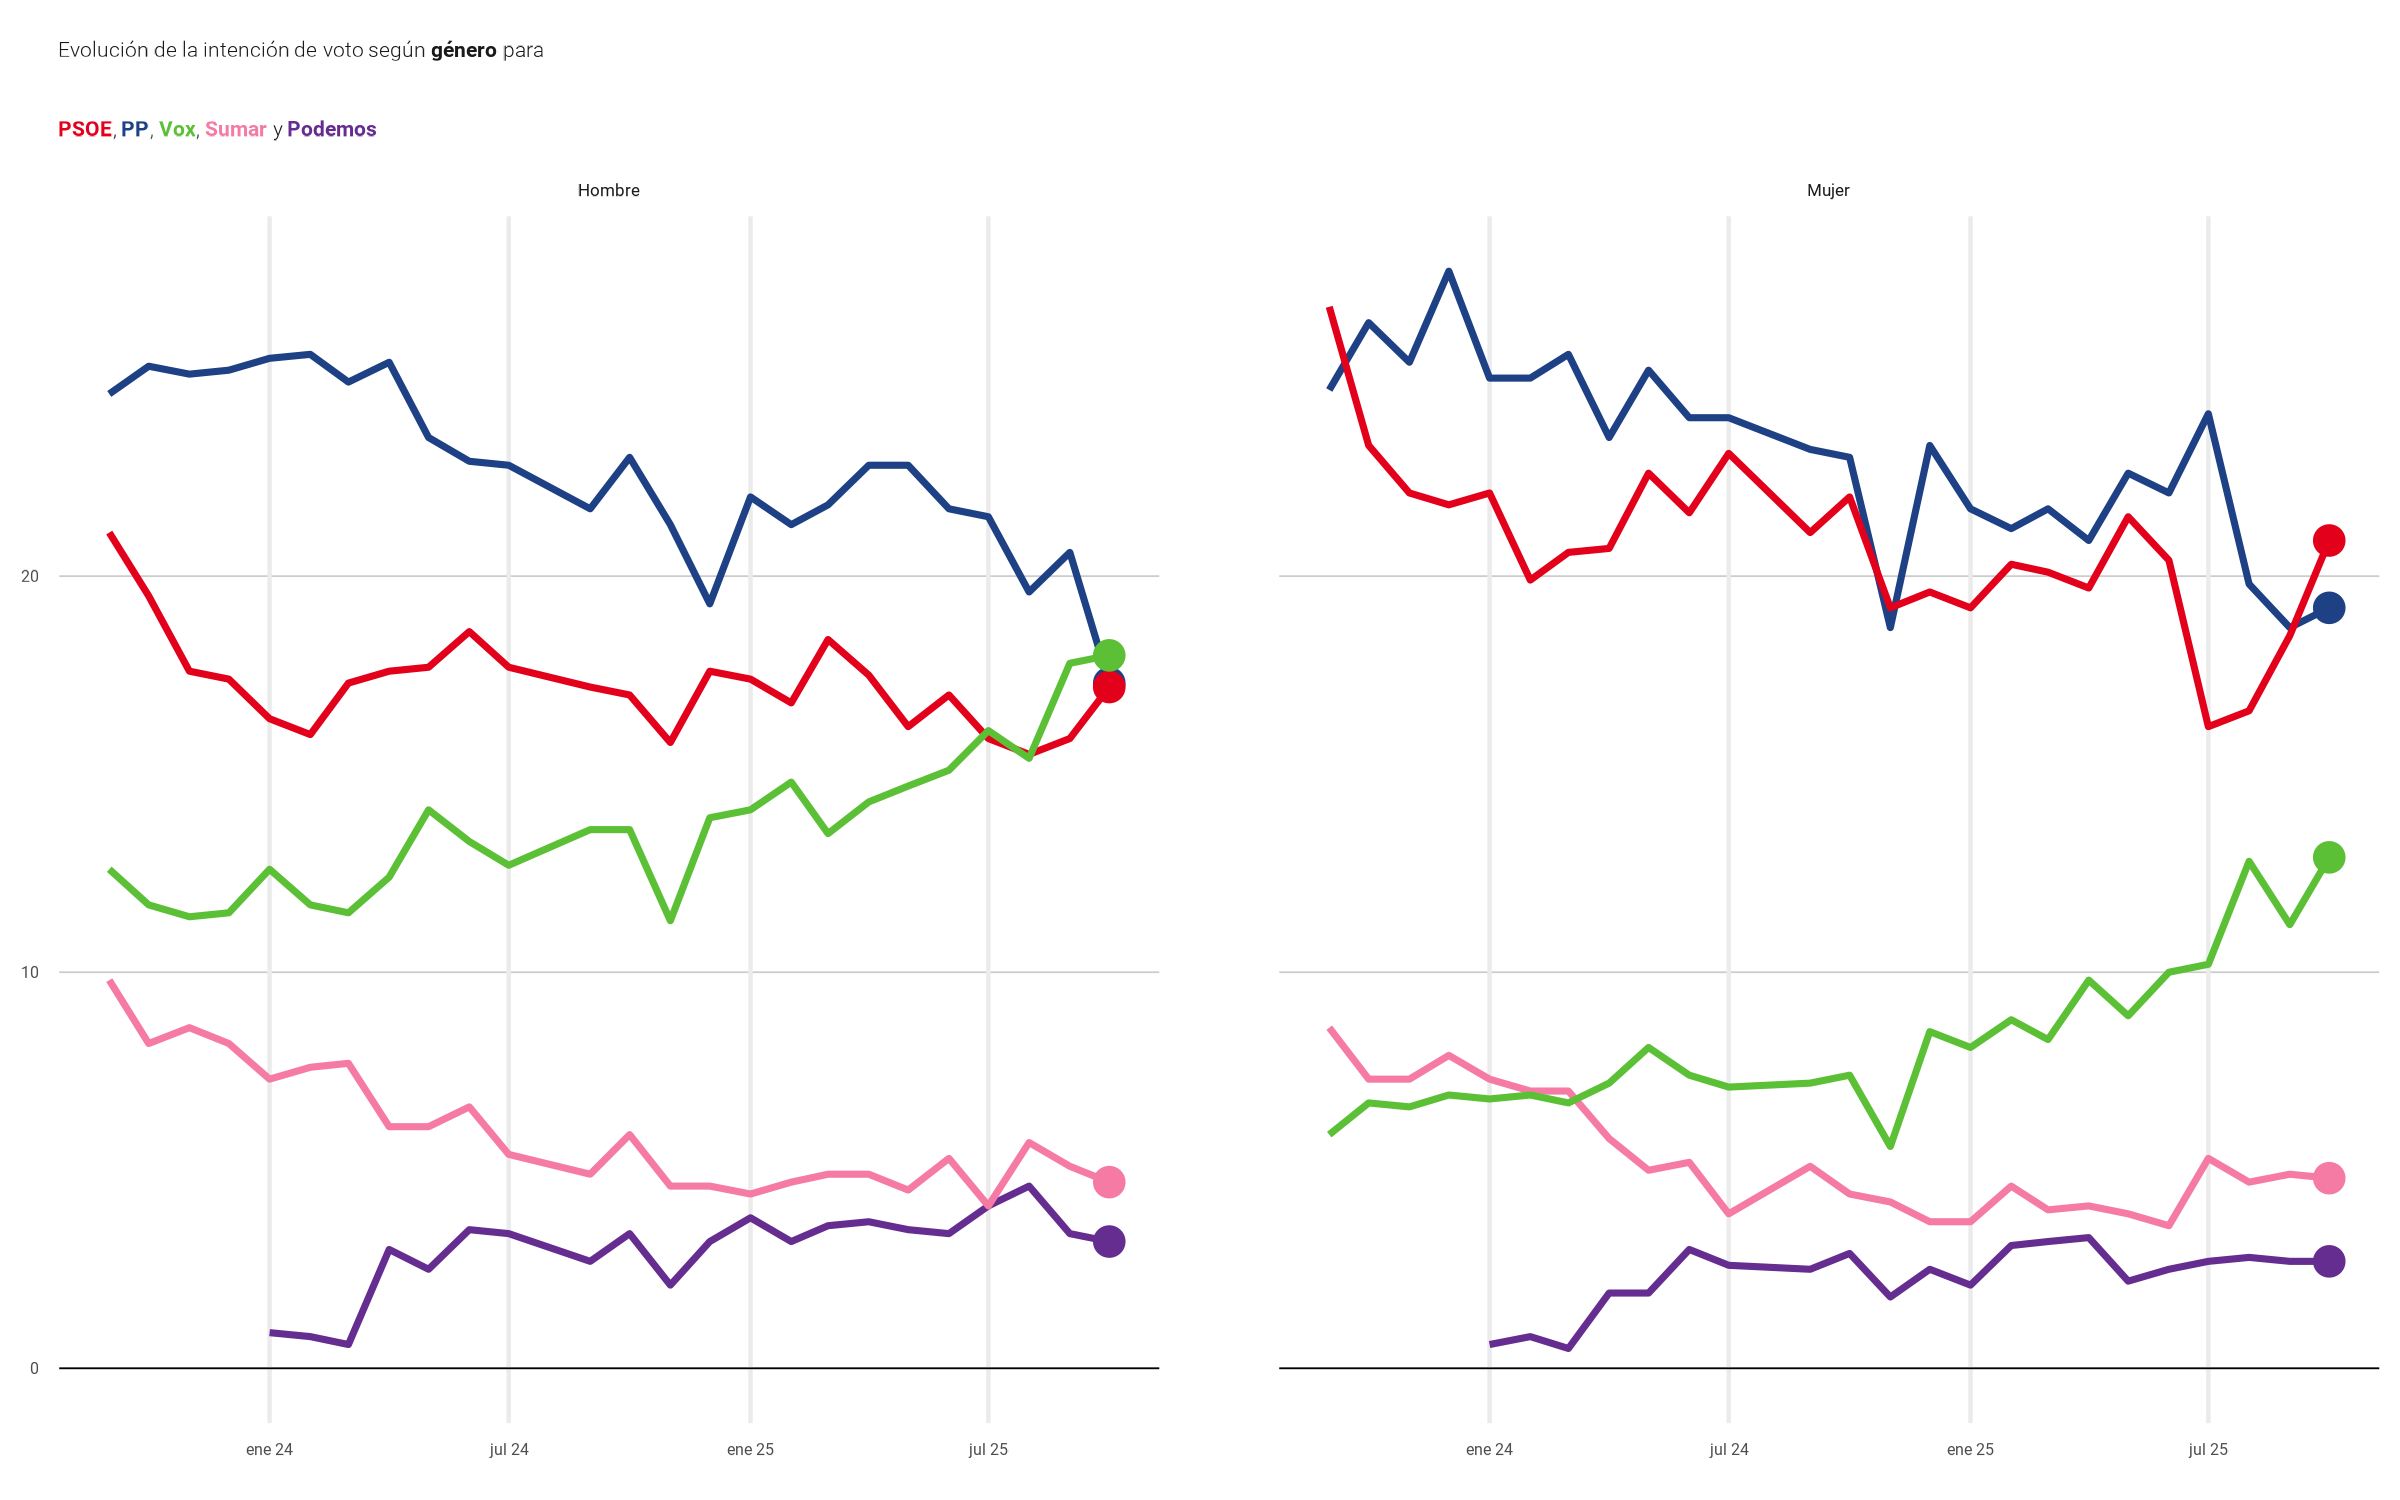 Evolución de la intención de voto según género para
PSOE, PP, Vox, Sumar y Podemos
Hombre
Mujer
20
10
0
ene 24
jul 24
ene 25
jul 25
ene 24
jul 24
ene 25
jul 25